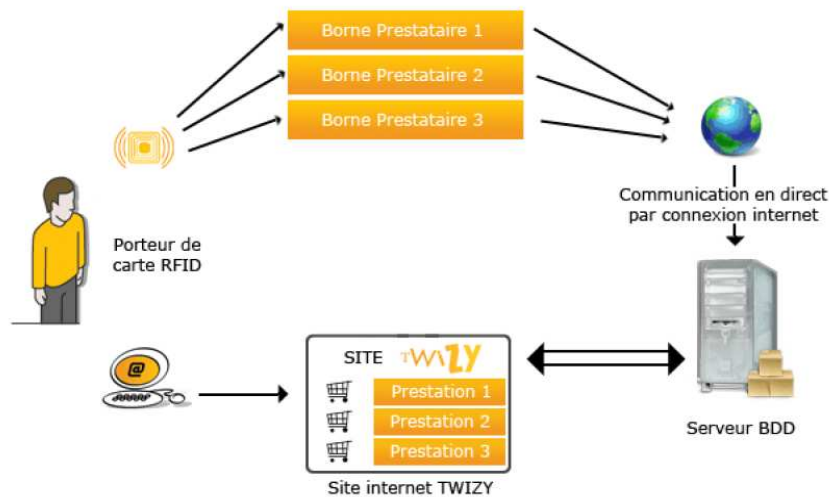 Borne Prestataire 1
Borne Prestataire 2
Borne Prestataire 3
Communication en direct
par connexion internet
Porteur de
carte RFID
@
SITE TWIZY
Prestation 1
Prestation 2
Prestation 3
Serveur BDD
Site internet TWIZY